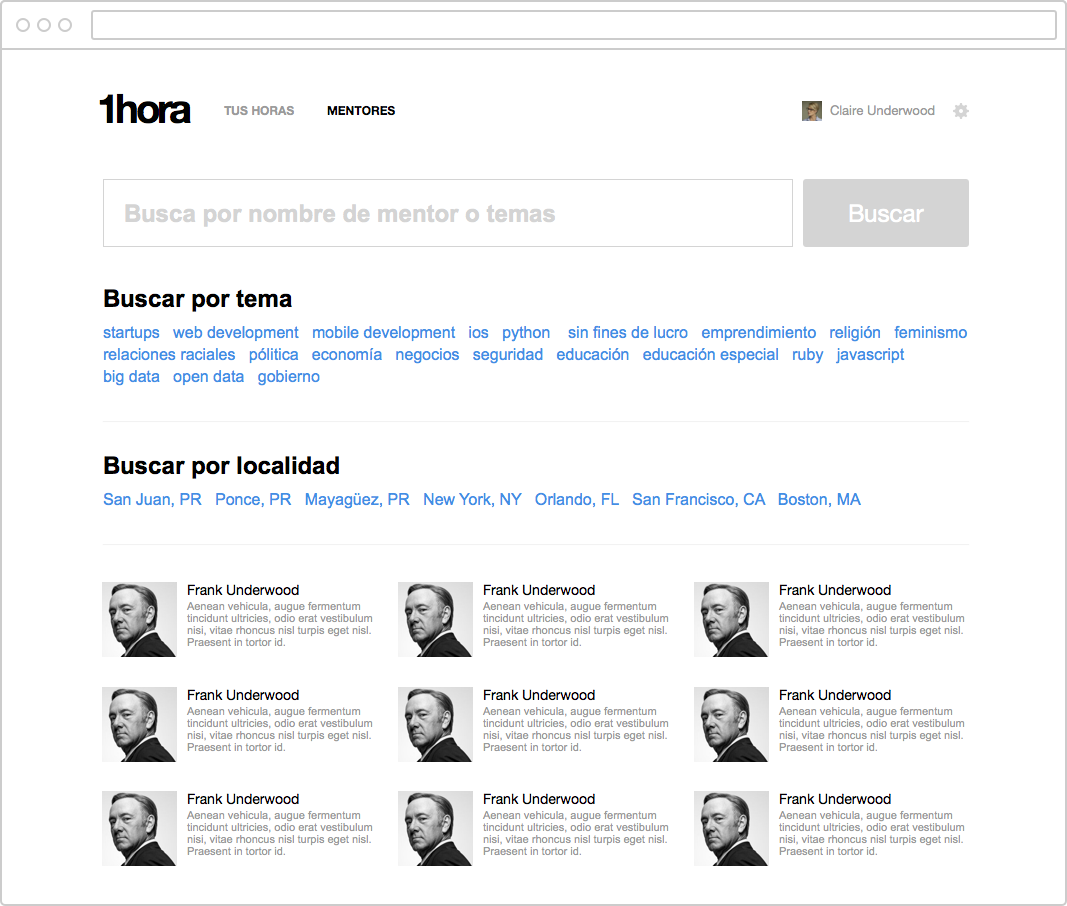 1hora TUS HORAS MENTORES Claire Underwood
Busca por nombre de mentor o temas Buscar
Buscar por tema
startups web development mobile development ios python sin fines de lucro emprendimiento religión feminismo
relaciones raciales pólitica economía negocios seguridad educación educación especial ruby javascript
big data open data gobierno
Buscar por localidad
San Juan, PR Ponce, PR Mayagüez, PR New York, NY Orlando, FL San Francisco, CA Boston, MA
Frank Underwood
Aenean vehicula, augue fermentum
tincidunt ultricies, odio erat vestibulum
nisi, vitae rhoncus nisl turpis eget nisl.
Praesent in tortor id.
Frank Underwood
Aenean vehicula, augue fermentum
tincidunt ultricies, odio erat vestibulum
nisi, vitae rhoncus nisl turpis eget nisl.
Praesent in tortor id.
Frank Underwood
Aenean vehicula, augue fermentum
tincidunt ultricies, odio erat vestibulum
nisi, vitae rhoncus nisl turpis eget nisl.
Praesent in tortor id.
Frank Underwood
Aenean vehicula, augue fermentum
tincidunt ultricies, odio erat vestibulum
nisi, vitae rhoncus nisl turpis eget nisl.
Praesent in tortor id.
Frank Underwood
Aenean vehicula, augue fermentum
tincidunt ultricies, odio erat vestibulum
nisi, vitae rhoncus nisl turpis eget nisl.
Praesent in tortor id.
Frank Underwood
Aenean vehicula, augue fermentum
tincidunt ultricies, odio erat vestibulum
nisi, vitae rhoncus nisl turpis eget nisl.
Praesent in tortor id.
Frank Underwood
Aenean vehicula, augue fermentum
tincidunt ultricies, odio erat vestibulum
nisi, vitae rhoncus nisl turpis eget nisl.
Praesent in tortor id.
Frank Underwood
Aenean vehicula, augue fermentum
tincidunt ultricies, odio erat vestibulum
nisi, vitae rhoncus nisl turpis eget nisl.
Praesent in tortor id.
Frank Underwood
Aenean vehicula, augue fermentum
tincidunt ultricies, odio erat vestibulum
nisi, vitae rhoncus nisl turpis eget nisl.
Praesent in tortor id.